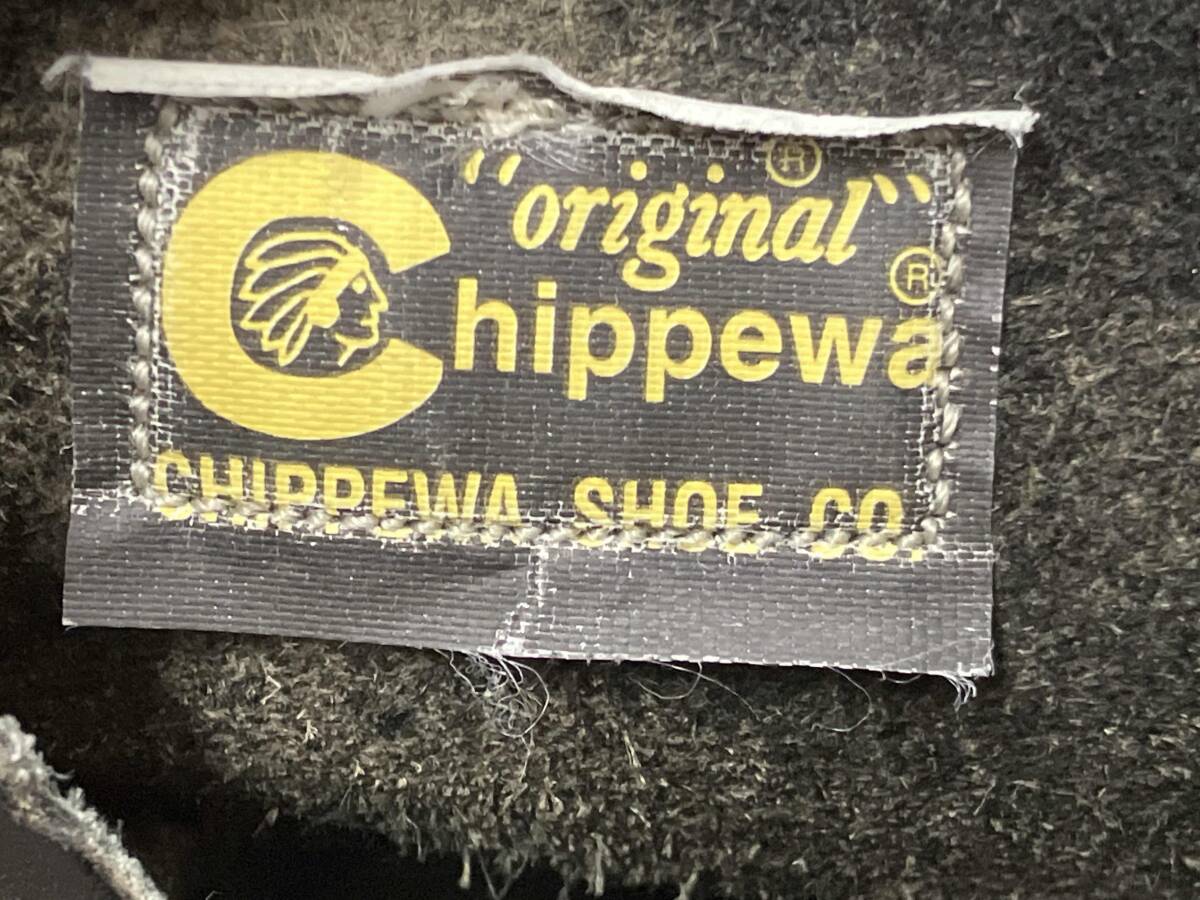 “original” ®
Chippewa ®
CHIPPEWA SHOE CO.